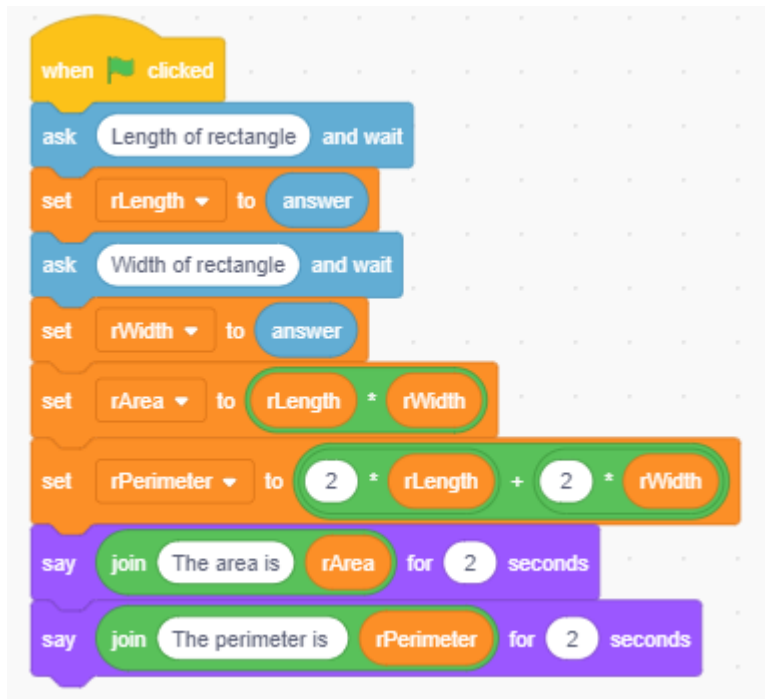 when clicked
ask Length of rectangle and wait
set rLength to answer
ask Width of rectangle and wait
set rWidth to answer
set rArea to rLength * rWidth
set rPerimeter to 2 * rLength + 2 * rWidth
say join The area is rArea for 2 seconds
say join The perimeter is rPerimeter for 2 seconds